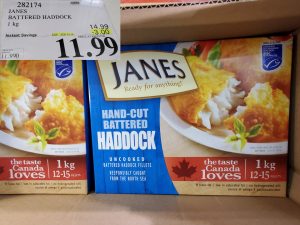 282174
JANES
BATTERED HADDOCK
1 kg
Instant Savings
14.99
-3.00
11.99
JANES
Ready for anything!
HAND-CUT
BATTERED
HADDOCK
UNCOOKED
BATTERED HADDOCK FILLETS
RESPONSIBLY CAUGHT
FROM THE NORTH SEA
the taste
Canada
loves
1 kg
12-15
the taste
Canada
loves
1 kg
12-15